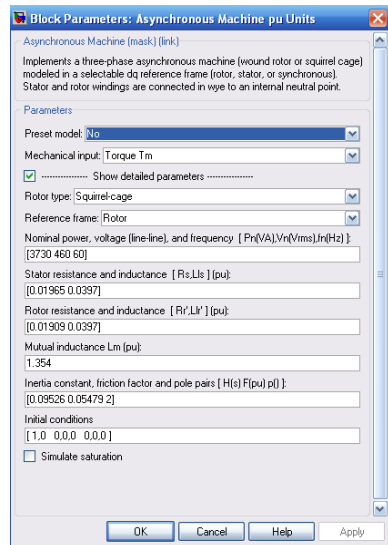 Block Parameters: Asynchronous Machine pu Units
Asynchronous Machine (mask) (link)
Implements a three-phase asynchronous machine (wound rotor or squirrel cage)
modeled in a selectable dq reference frame (rotor, stator, or synchronous).
Stator and rotor windings are connected in wye to an internal neutral point.
Parameters
Preset model: No
Mechanical input: Torque Tm
---------------- Show detailed parameters ----------------
Rotor type: Squirrel-cage
Reference frame: Rotor
Nominal power, voltage (line-line), and frequency [ Pn(VA),Vn(Vrms),fn(Hz) ]:
[3730 460 60]
Stator resistance and inductance [ Rs,Lls ] (pu):
[0.01965 0.0397]
Rotor resistance and inductance [ Rr',Llr' ] (pu):
[0.01909 0.0397]
Mutual inductance Lm (pu):
1.354
Inertia constant, friction factor and pole pairs [ H(s) F(pu) p() ]:
[0.09526 0.05479 2]
Initial conditions
[ 1,0 0,0,0 0,0,0 ]
Simulate saturation
OK Cancel Help Apply